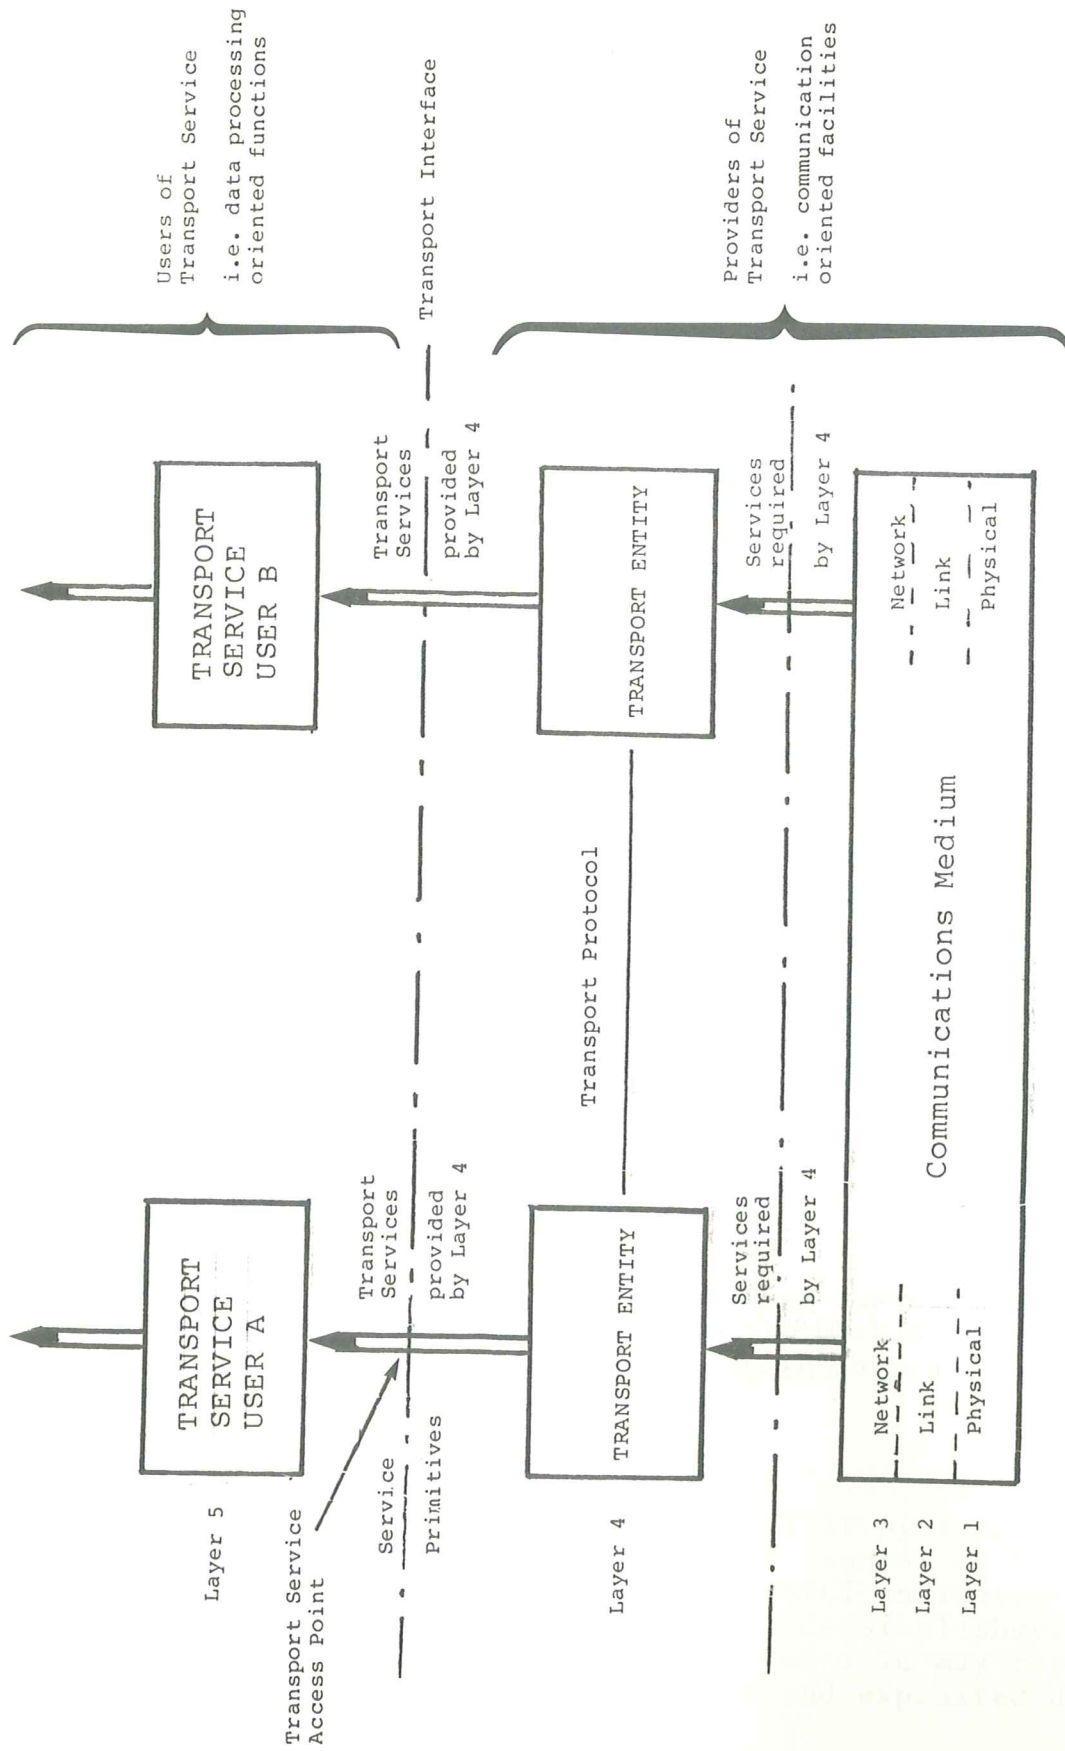 TRANSPORT
SERVICE
USER A
TRANSPORT
SERVICE
USER B
Users of
Transport Service
i.e. data processing
oriented functions
Layer 5
Transport Service
Access Point
Service
Primitives
Transport
Services
provided
by Layer 4
Transport
Services
provided
by Layer 4
Transport Interface
Layer 4
TRANSPORT ENTITY
Transport Protocol
TRANSPORT ENTITY
Providers of
Transport Service
i.e. communication
oriented facilities
Services
required
by Layer 4
Services
required
by Layer 4
Layer 3
Layer 2
Layer 1
Network
Link
Physical
Communications Medium
Network
Link
Physical